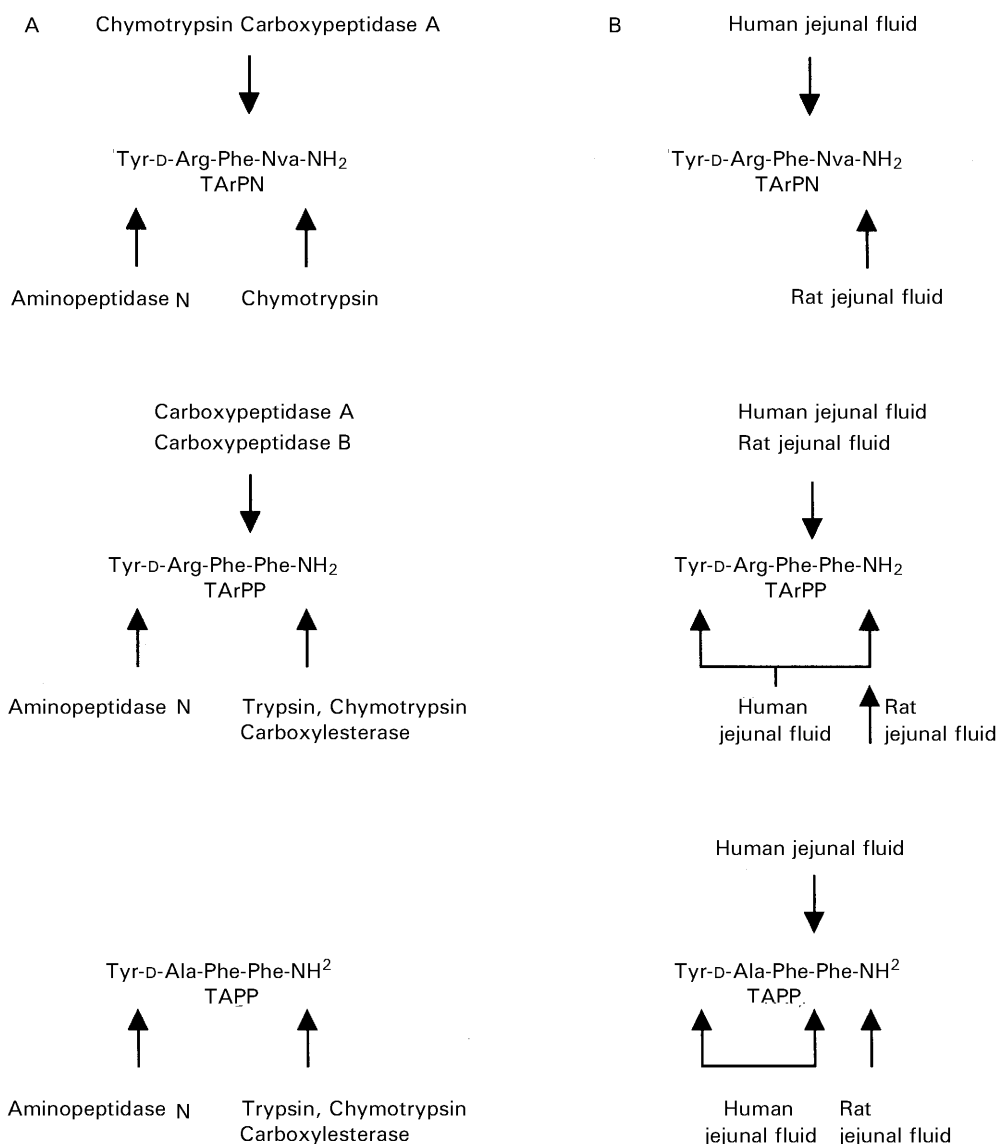 A
Chymotrypsin Carboxypeptidase A
Tyr-D-Arg-Phe-Nva-NH2
TArPN
Aminopeptidase N
Chymotrypsin
Carboxypeptidase A
Carboxypeptidase B
Tyr-D-Arg-Phe-Phe-NH2
TArPP
Aminopeptidase N
Trypsin, Chymotrypsin
Carboxylesterase
Tyr-D-Ala-Phe-Phe-NH2
TAPP
Aminopeptidase N
Trypsin, Chymotrypsin
Carboxylesterase
B
Human jejunal fluid
Tyr-D-Arg-Phe-Nva-NH2
TArPN
Rat jejunal fluid
Human jejunal fluid
Rat jejunal fluid
Tyr-D-Arg-Phe-Phe-NH2
TArPP
Human
jejunal fluid
Rat
jejunal fluid
Human jejunal fluid
Tyr-D-Ala-Phe-Phe-NH2
TAPP
Human
jejunal fluid
Rat
jejunal fluid